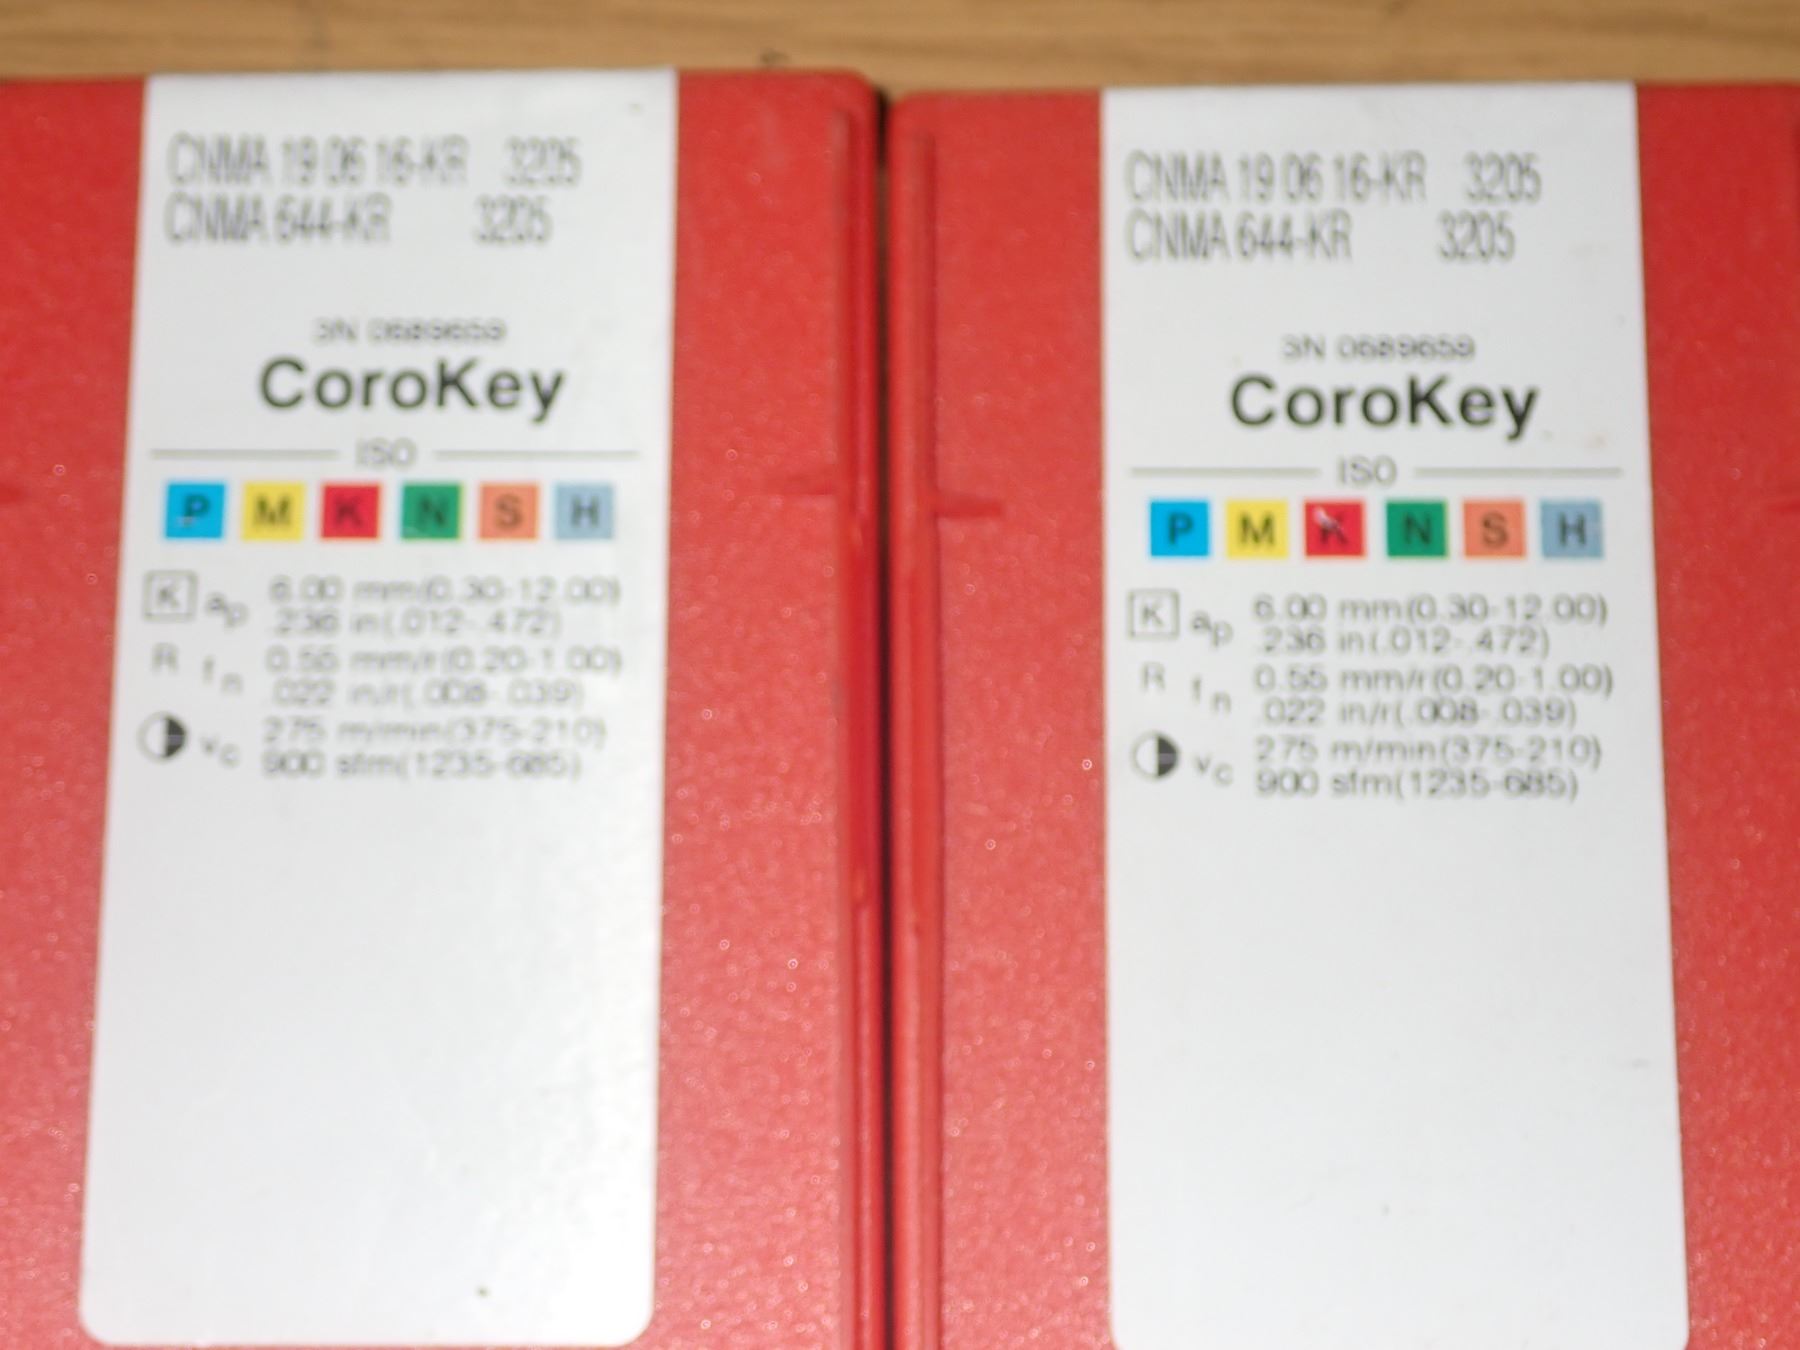 CNMA 19 06 16-KR 3205
CNMA 644-KR 3205
SN 0689659
CoroKey
ISO
P M K N S H
K ap 6.00 mm(0.30-12.00)
.236 in(.012-.472)
R fn 0.55 mm/r(0.20-1.00)
.022 in/r(.008-.039)
vc 275 m/min(375-210)
900 sfm(1235-685)
CNMA 19 06 16-KR 3205
CNMA 644-KR 3205
SN 0689659
CoroKey
ISO
P M K N S H
K ap 6.00 mm(0.30-12.00)
.236 in(.012-.472)
R fn 0.55 mm/r(0.20-1.00)
.022 in/r(.008-.039)
vc 275 m/min(375-210)
900 sfm(1235-685)